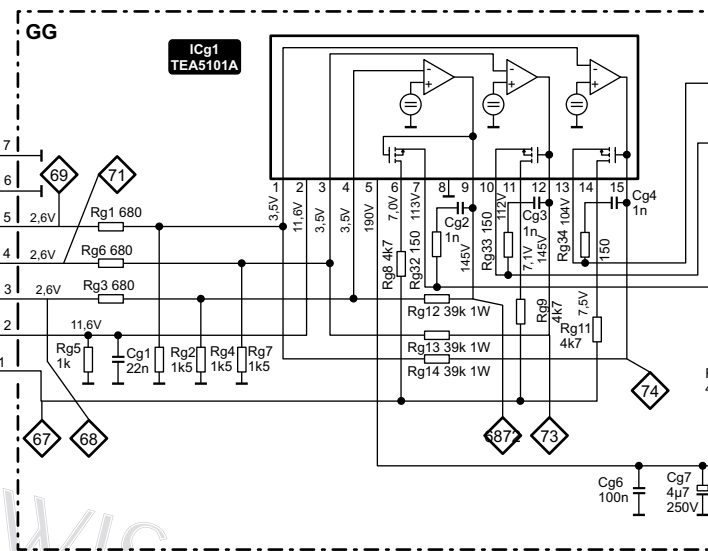 GG
ICg1
TEA5101A
7
6
5
4
3
2
1
69
71
2,6V
2,6V
2,6V
11,6V
Rg1 680
Rg6 680
Rg3 680
1
2
3
4
5
6
7
8
9
10
11
12
13
14
15
3,5V
11,6V
3,5V
3,5V
190V
7,0V
113V
145V
112V
7,1V
145V
104V
7,5V
Cg2
1n
Cg3
1n
Cg4
1n
Rg8 4k7
Rg32 150
Rg33 150
Rg34
150
Rg9
4k7
Rg11
4k7
Rg12 39k 1W
Rg13 39k 1W
Rg14 39k 1W
Rg5
1k
Cg1
22n
Rg2
1k5
Rg4
1k5
Rg7
1k5
67
68
6872
73
74
Cg6
100n
Cg7
4µ7
250V